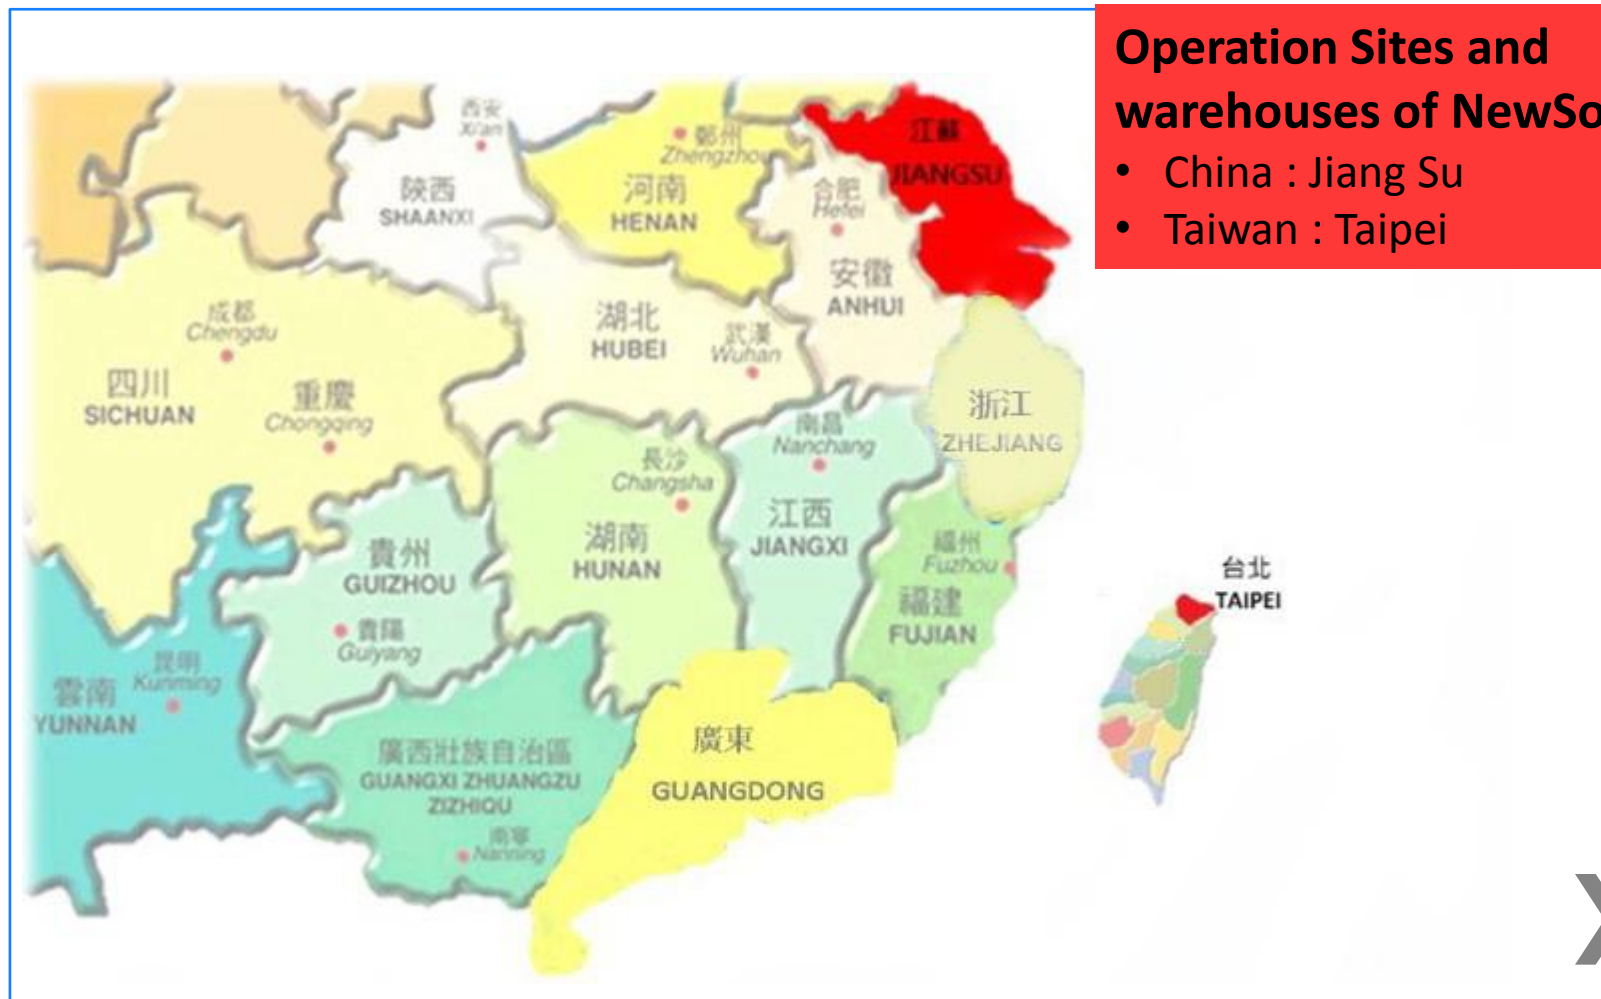 Operation Sites and
warehouses of NewSo
• China : Jiang Su
• Taiwan : Taipei
西安
Xi'an
鄭州
Zhengzhou
江蘇
JIANGSU
陝西
SHAANXI
河南
HENAN
合肥
Hefei
安徽
ANHUI
成都
Chengdu
湖北
HUBEI
武漢
Wuhan
四川
SICHUAN
重慶
Chongqing
浙江
ZHEJIANG
南昌
Nanchang
長沙
Changsha
江西
JIANGXI
湖南
HUNAN
貴州
GUIZHOU
福州
Fuzhou
福建
FUJIAN
台北
TAIPEI
貴陽
Guiyang
昆明
Kunming
雲南
YUNNAN
廣西壯族自治區
GUANGXI ZHUANGZU
ZIZHIQU
南寧
Nanning
廣東
GUANGDONG